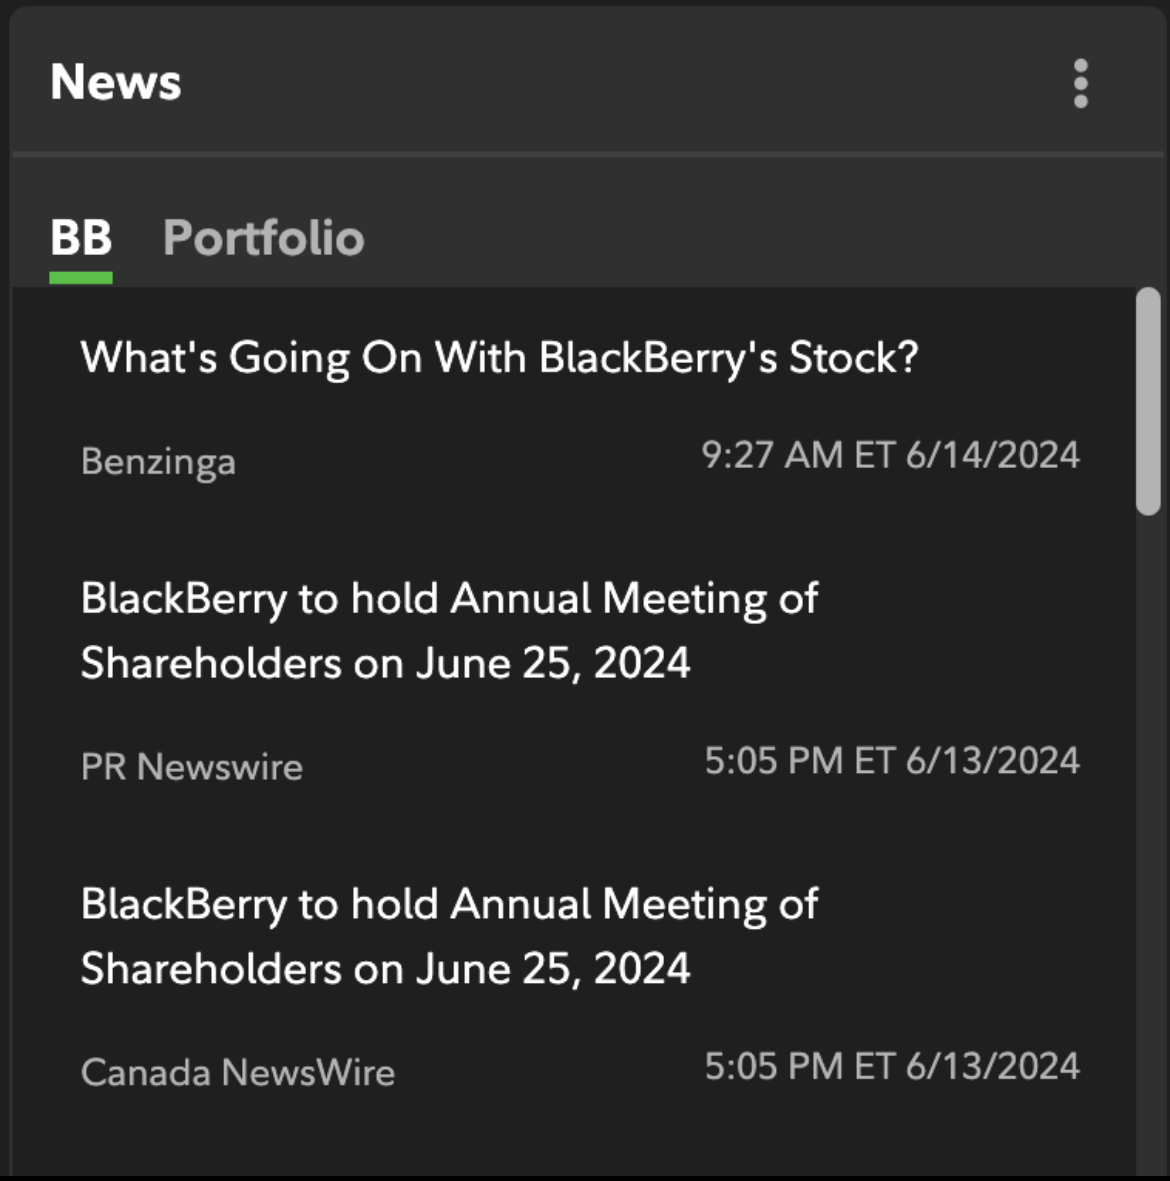 News
BB Portfolio
What's Going On With BlackBerry's Stock?
Benzinga 9:27 AM ET 6/14/2024
BlackBerry to hold Annual Meeting of
Shareholders on June 25, 2024
PR Newswire 5:05 PM ET 6/13/2024
BlackBerry to hold Annual Meeting of
Shareholders on June 25, 2024
Canada NewsWire 5:05 PM ET 6/13/2024